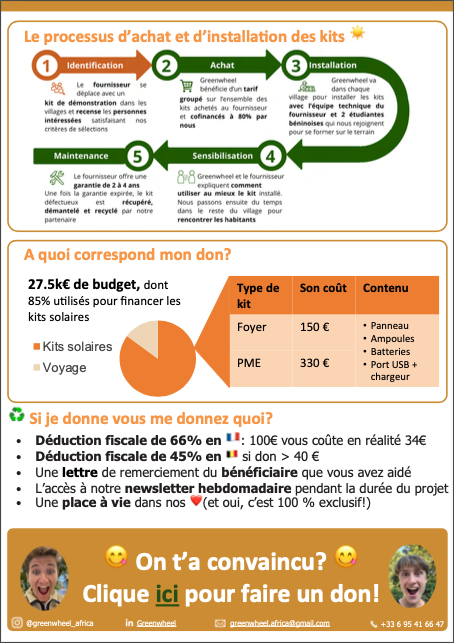 Le processus d’achat et d’installation des kits
1 Identification
Le fournisseur se
déplace avec un
kit de démonstration dans les
villages et recense les personnes
intéressées satisfaisant nos
critères de sélections
2 Achat
Greenwheel
bénéficie d’un tarif
groupé sur l’ensemble des
kits achetés au fournisseur
et cofinancés à 80% par
nous
3 Installation
Greenwheel va
dans chaque
village pour installer les kits
avec l’équipe technique du
fournisseur et 2 étudiantes
béninoises qui nous rejoignent
pour se former sur le terrain
Sensibilisation 4
Greenwheel et le fournisseur
expliquent comment
utiliser au mieux le kit installé.
Nous passons ensuite du temps
dans le reste du village pour
rencontrer les habitants
Maintenance 5
Le fournisseur offre une
garantie de 2 à 4 ans
Une fois la garantie expirée, le kit
défectueux est récupéré,
démantelé et recyclé par notre
partenaire
A quoi correspond mon don?
27.5k€ de budget, dont
85% utilisés pour financer les
kits solaires
Kits solaires
Voyage
Type de kit Son coût Contenu
Foyer 150 €
PME 330 €
• Panneau
• Ampoules
• Batteries
• Port USB +
chargeur
Si je donne vous me donnez quoi?
• Déduction fiscale de 66% en 🇫🇷: 100€ vous coûte en réalité 34€
• Déduction fiscale de 45% en 🇧🇪 si don > 40 €
• Une lettre de remerciement du bénéficiaire que vous avez aidé
• L’accès à notre newsletter hebdomadaire pendant la durée du projet
• Une place à vie dans nos ❤️(et oui, c’est 100 % exclusif!)
😋 On t’a convaincu? 😋
Clique ici pour faire un don!
@greenwheel_africa
in Greenwheel
greenwheel.africa@gmail.com
+33 6 95 41 66 47